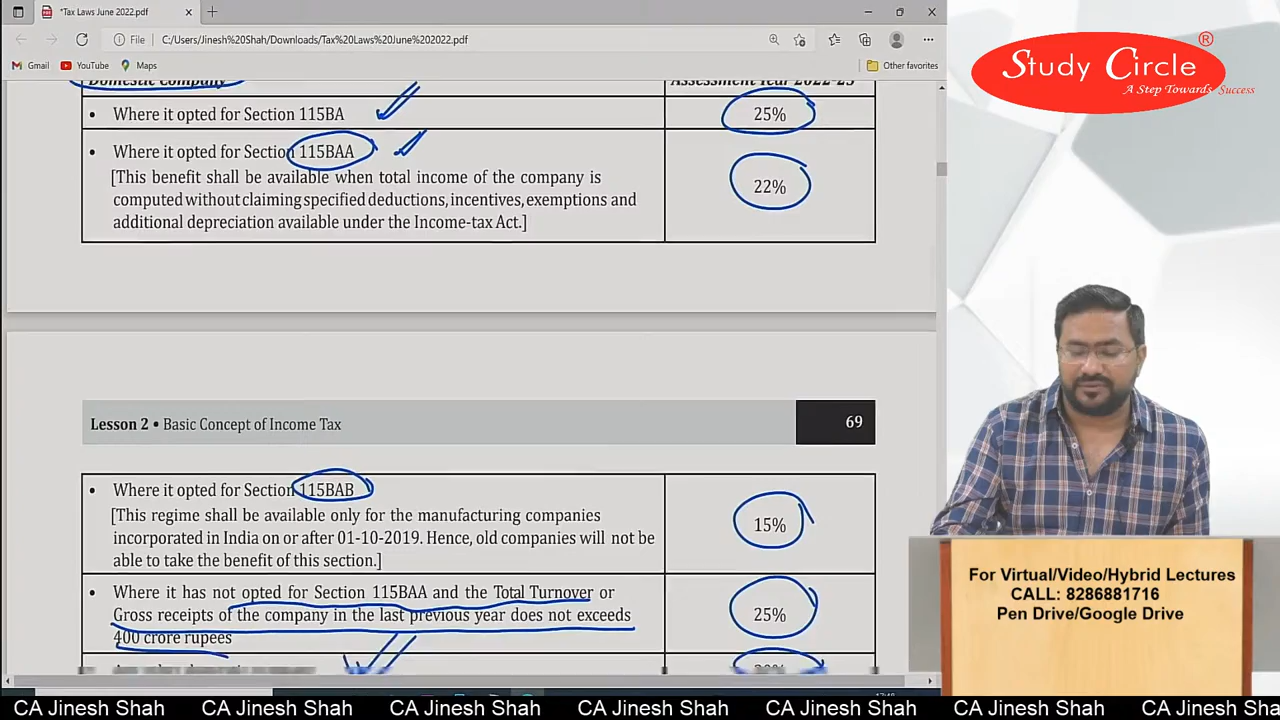 *Tax Laws June 2022.pdf
File C:/Users/Jinesh%20Shah/Downloads/Tax%20Laws%20June%202022.pdf
Gmail YouTube Maps Other favorites
Domestic Company Assessment Year 2022-23
• Where it opted for Section 115BA 25%
• Where it opted for Section 115BAA
[This benefit shall be available when total income of the company is
computed without claiming specified deductions, incentives, exemptions and
additional depreciation available under the Income-tax Act.]
22%
Lesson 2 • Basic Concept of Income Tax 69
• Where it opted for Section 115BAB
[This regime shall be available only for the manufacturing companies
incorporated in India on or after 01-10-2019. Hence, old companies will not be
able to take the benefit of this section.]
15%
• Where it has not opted for Section 115BAA and the Total Turnover or
Gross receipts of the company in the last previous year does not exceeds
400 crore rupees
25%
Study Circle ®
A Step Towards Success
For Virtual/Video/Hybrid Lectures
CALL: 8286881716
Pen Drive/Google Drive
CA Jinesh Shah CA Jinesh Shah CA Jinesh Shah CA Jinesh Shah CA Jinesh Shah CA Jinesh Shah CA Jinesh Sha